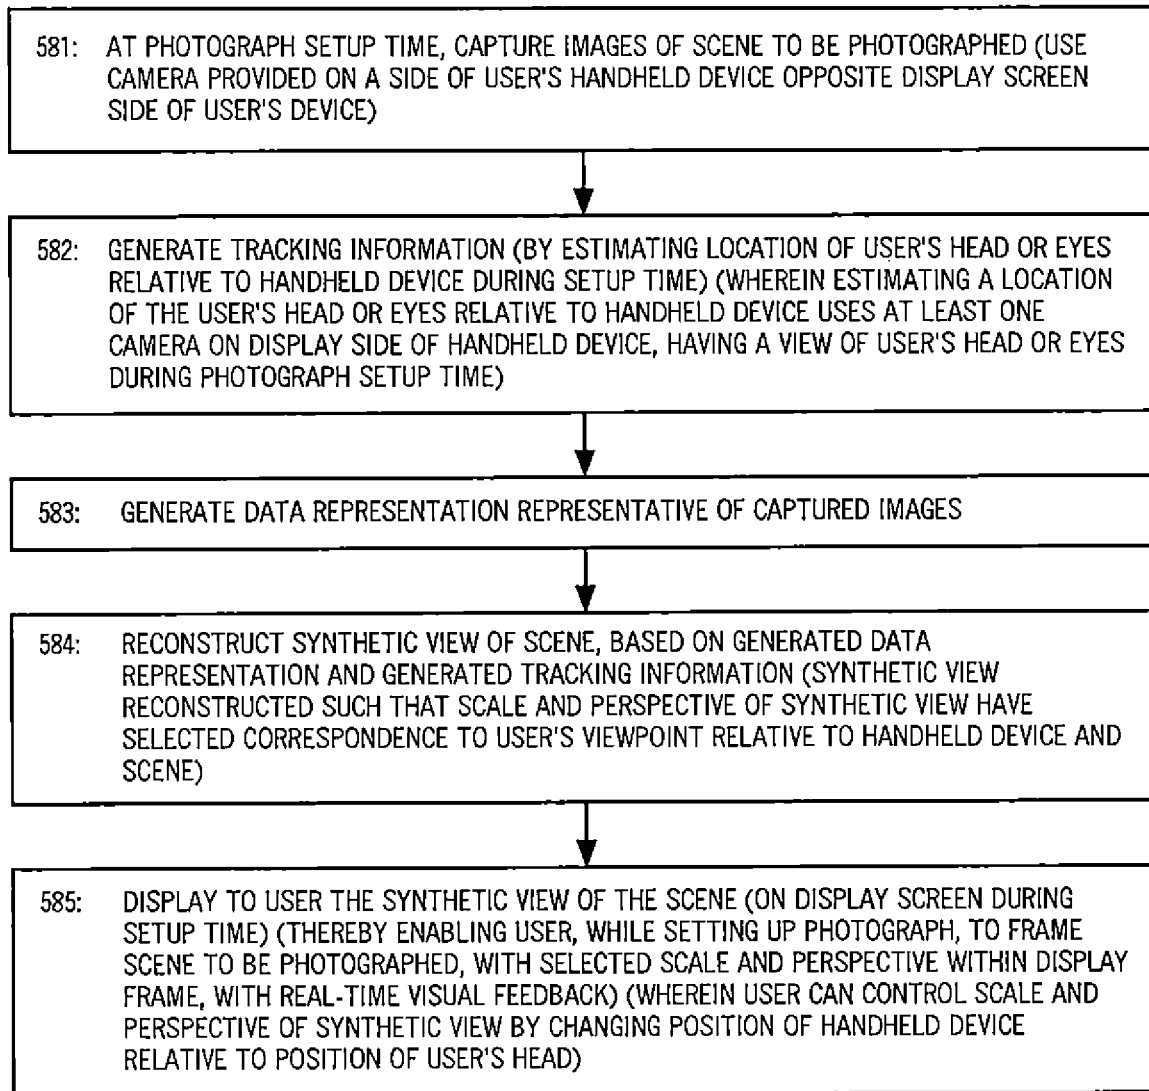 581: AT PHOTOGRAPH SETUP TIME, CAPTURE IMAGES OF SCENE TO BE PHOTOGRAPHED (USE
CAMERA PROVIDED ON A SIDE OF USER'S HANDHELD DEVICE OPPOSITE DISPLAY SCREEN
SIDE OF USER'S DEVICE)
582: GENERATE TRACKING INFORMATION (BY ESTIMATING LOCATION OF USER'S HEAD OR EYES
RELATIVE TO HANDHELD DEVICE DURING SETUP TIME) (WHEREIN ESTIMATING A LOCATION
OF THE USER'S HEAD OR EYES RELATIVE TO HANDHELD DEVICE USES AT LEAST ONE
CAMERA ON DISPLAY SIDE OF HANDHELD DEVICE, HAVING A VIEW OF USER'S HEAD OR EYES
DURING PHOTOGRAPH SETUP TIME)
583: GENERATE DATA REPRESENTATION REPRESENTATIVE OF CAPTURED IMAGES
584: RECONSTRUCT SYNTHETIC VIEW OF SCENE, BASED ON GENERATED DATA
REPRESENTATION AND GENERATED TRACKING INFORMATION (SYNTHETIC VIEW
RECONSTRUCTED SUCH THAT SCALE AND PERSPECTIVE OF SYNTHETIC VIEW HAVE
SELECTED CORRESPONDENCE TO USER'S VIEWPOINT RELATIVE TO HANDHELD DEVICE AND
SCENE)
585: DISPLAY TO USER THE SYNTHETIC VIEW OF THE SCENE (ON DISPLAY SCREEN DURING
SETUP TIME) (THEREBY ENABLING USER, WHILE SETTING UP PHOTOGRAPH, TO FRAME
SCENE TO BE PHOTOGRAPHED, WITH SELECTED SCALE AND PERSPECTIVE WITHIN DISPLAY
FRAME, WITH REAL-TIME VISUAL FEEDBACK) (WHEREIN USER CAN CONTROL SCALE AND
PERSPECTIVE OF SYNTHETIC VIEW BY CHANGING POSITION OF HANDHELD DEVICE
RELATIVE TO POSITION OF USER'S HEAD)